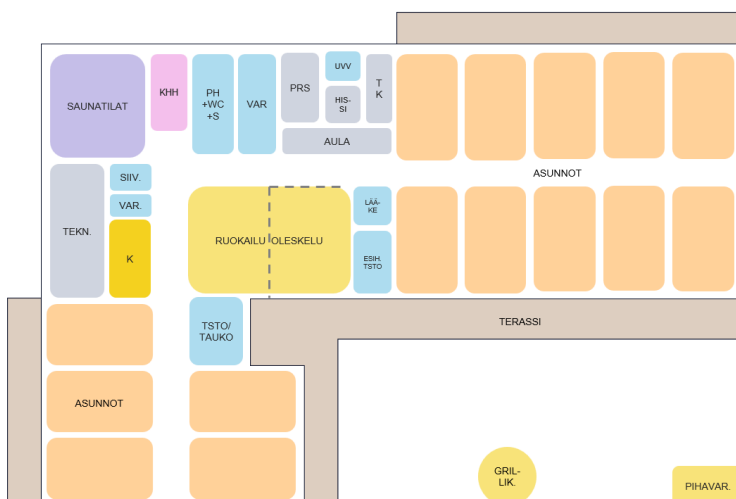 SAUNATILAT
KHH
PH
+WC
+S
VAR
PRS
UVV
HIS-
SI
T
K
AULA
ASUNNOT
TEKN.
SIIV.
VAR.
K
RUOKAILU OLESKELU
LÄÄ-
KE
ESIH.
TSTO
TSTO/
TAUKO
TERASSI
ASUNNOT
GRIL-
LIK.
PIHAVAR.